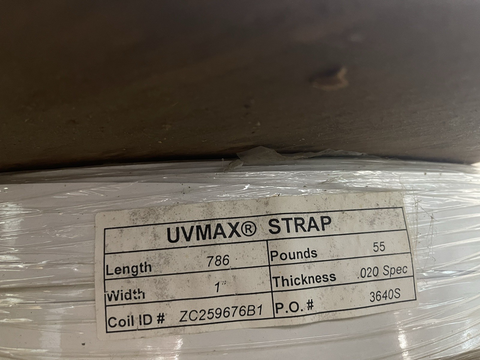 UVMAX® STRAP
Length 786 Pounds 55
Width 1" Thickness .020 Spec
Coil ID # ZC259676B1 P.O.# 3640S